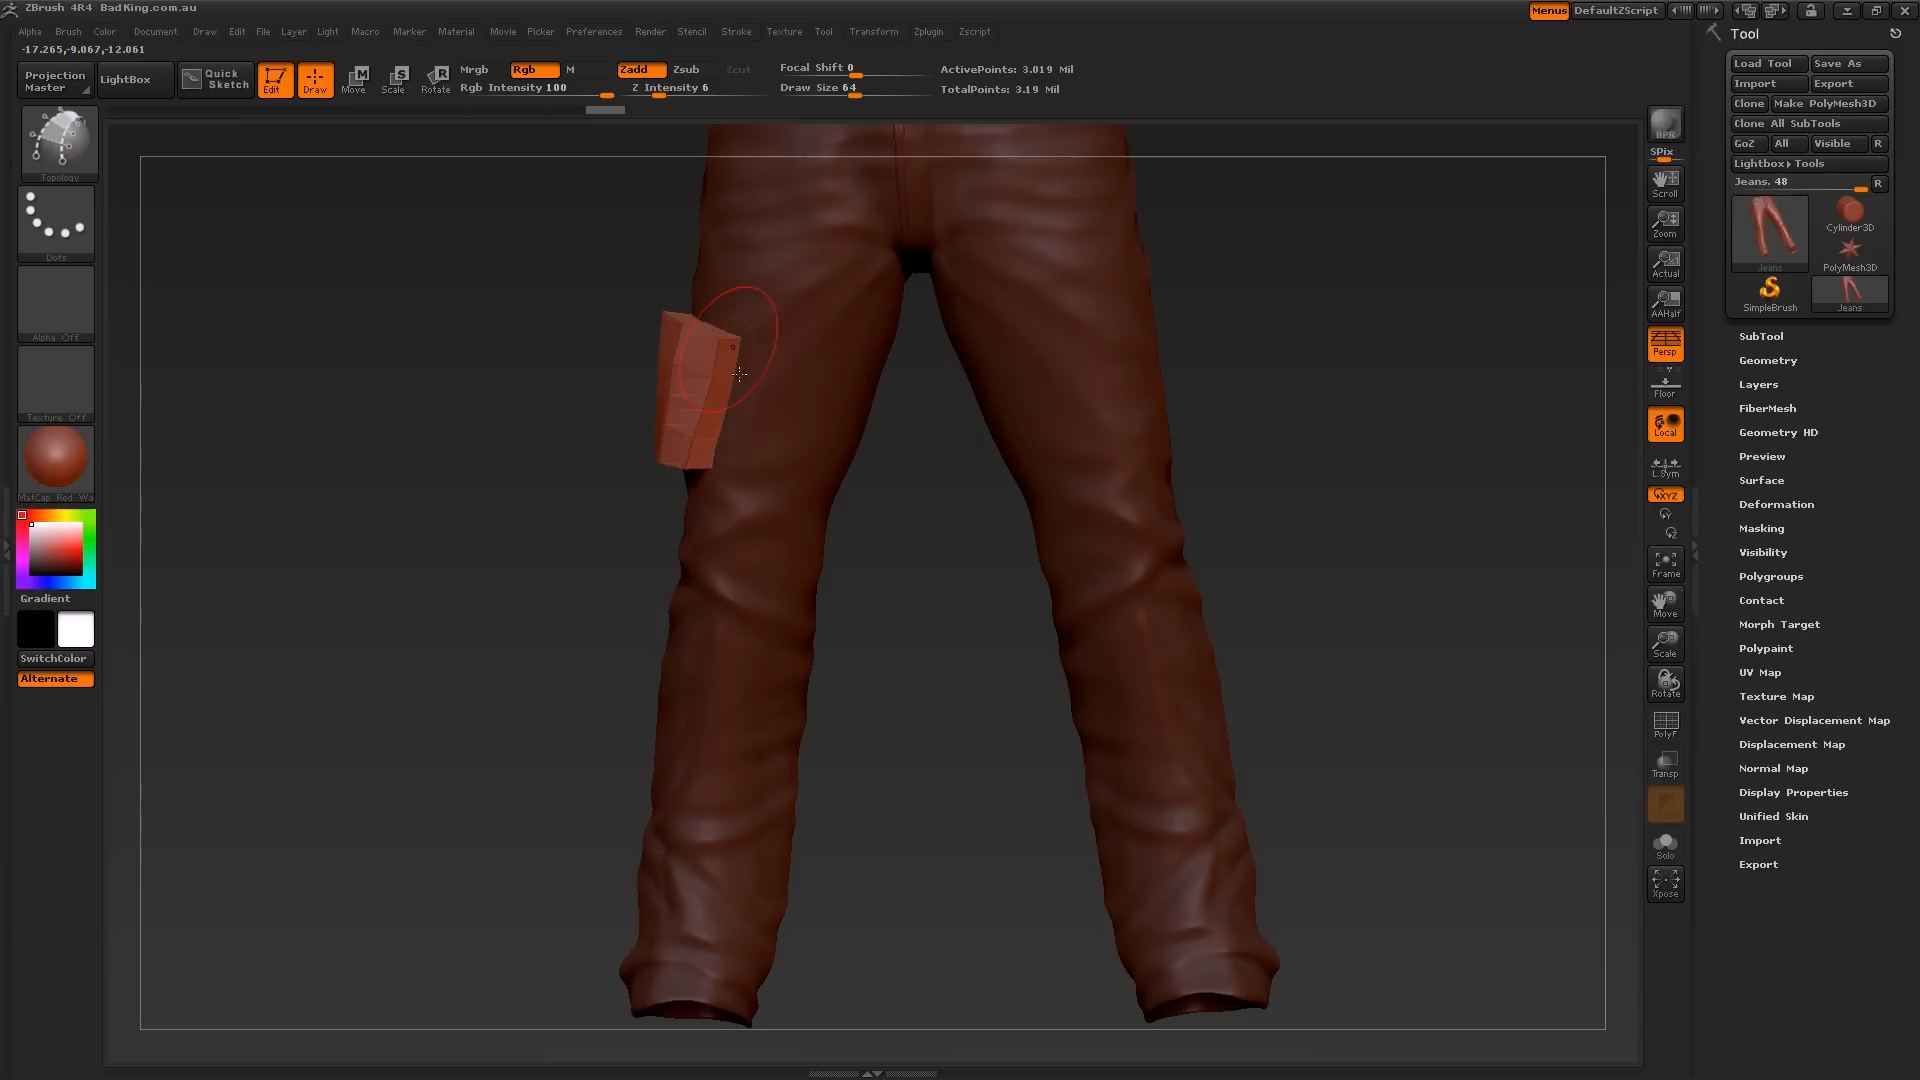 ZBrush 4R4 BadKing.com.au Menus DefaultZScript
Alpha Brush Color Document Draw Edit File Layer Light Macro Marker Material Movie Picker Preferences Render Stencil Stroke Texture Tool Transform Zplugin Zscript
-17.265,-9.067,-12.061
Projection Master
LightBox
Quick Sketch
Edit Draw Move Scale Rotate
Mrgb Rgb M Zadd Zsub Zcut
Rgb Intensity 100 Z Intensity 6
Focal Shift 0
Draw Size 64
ActivePoints: 3.019 Mil
TotalPoints: 3.19 Mil
Topology
Dots
Alpha Off
Texture Off
MatCap Red Wa
Gradient
SwitchColor
Alternate
BPR
SPix
Scroll
Zoom
Actual
AAHalf
Persp
Floor
Local
L.Sym
XYZ
Y
Z
Frame
Move
Scale
Rotate
PolyF
Transp
Solo
Xpose
Tool
Load Tool Save As
Import Export
Clone Make PolyMesh3D
Clone All SubTools
GoZ All Visible R
Lightbox▸Tools
Jeans. 48 R
Jeans Cylinder3D
PolyMesh3D
SimpleBrush Jeans
SubTool
Geometry
Layers
FiberMesh
Geometry HD
Preview
Surface
Deformation
Masking
Visibility
Polygroups
Contact
Morph Target
Polypaint
UV Map
Texture Map
Vector Displacement Map
Displacement Map
Normal Map
Display Properties
Unified Skin
Import
Export